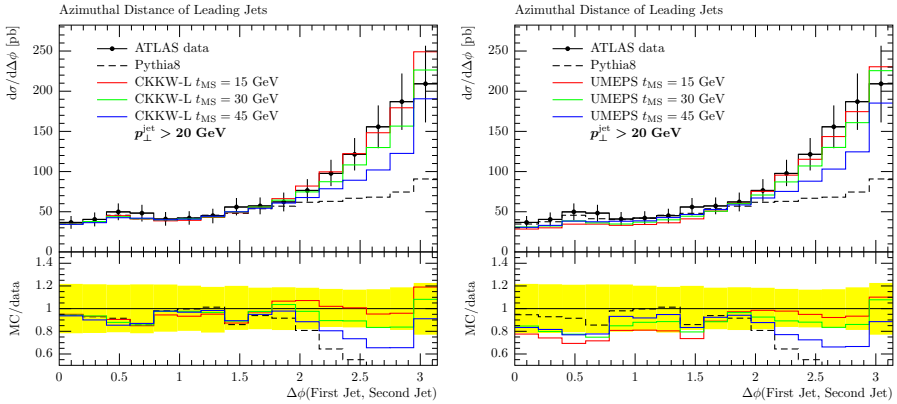 Azimuthal Distance of Leading Jets
dσ/dΔϕ [pb]
250
200
150
100
50
0
ATLAS data
Pythia8
CKKW-L t_MS = 15 GeV
CKKW-L t_MS = 30 GeV
CKKW-L t_MS = 45 GeV
p_⊥^jet > 20 GeV
MC/data
1.4
1.2
1
0.8
0.6
0 0.5 1 1.5 2 2.5 3
Δϕ(First Jet, Second Jet)
Azimuthal Distance of Leading Jets
dσ/dΔϕ [pb]
250
200
150
100
50
0
ATLAS data
Pythia8
UMEPS t_MS = 15 GeV
UMEPS t_MS = 30 GeV
UMEPS t_MS = 45 GeV
p_⊥^jet > 20 GeV
MC/data
1.4
1.2
1
0.8
0.6
0 0.5 1 1.5 2 2.5 3
Δϕ(First Jet, Second Jet)